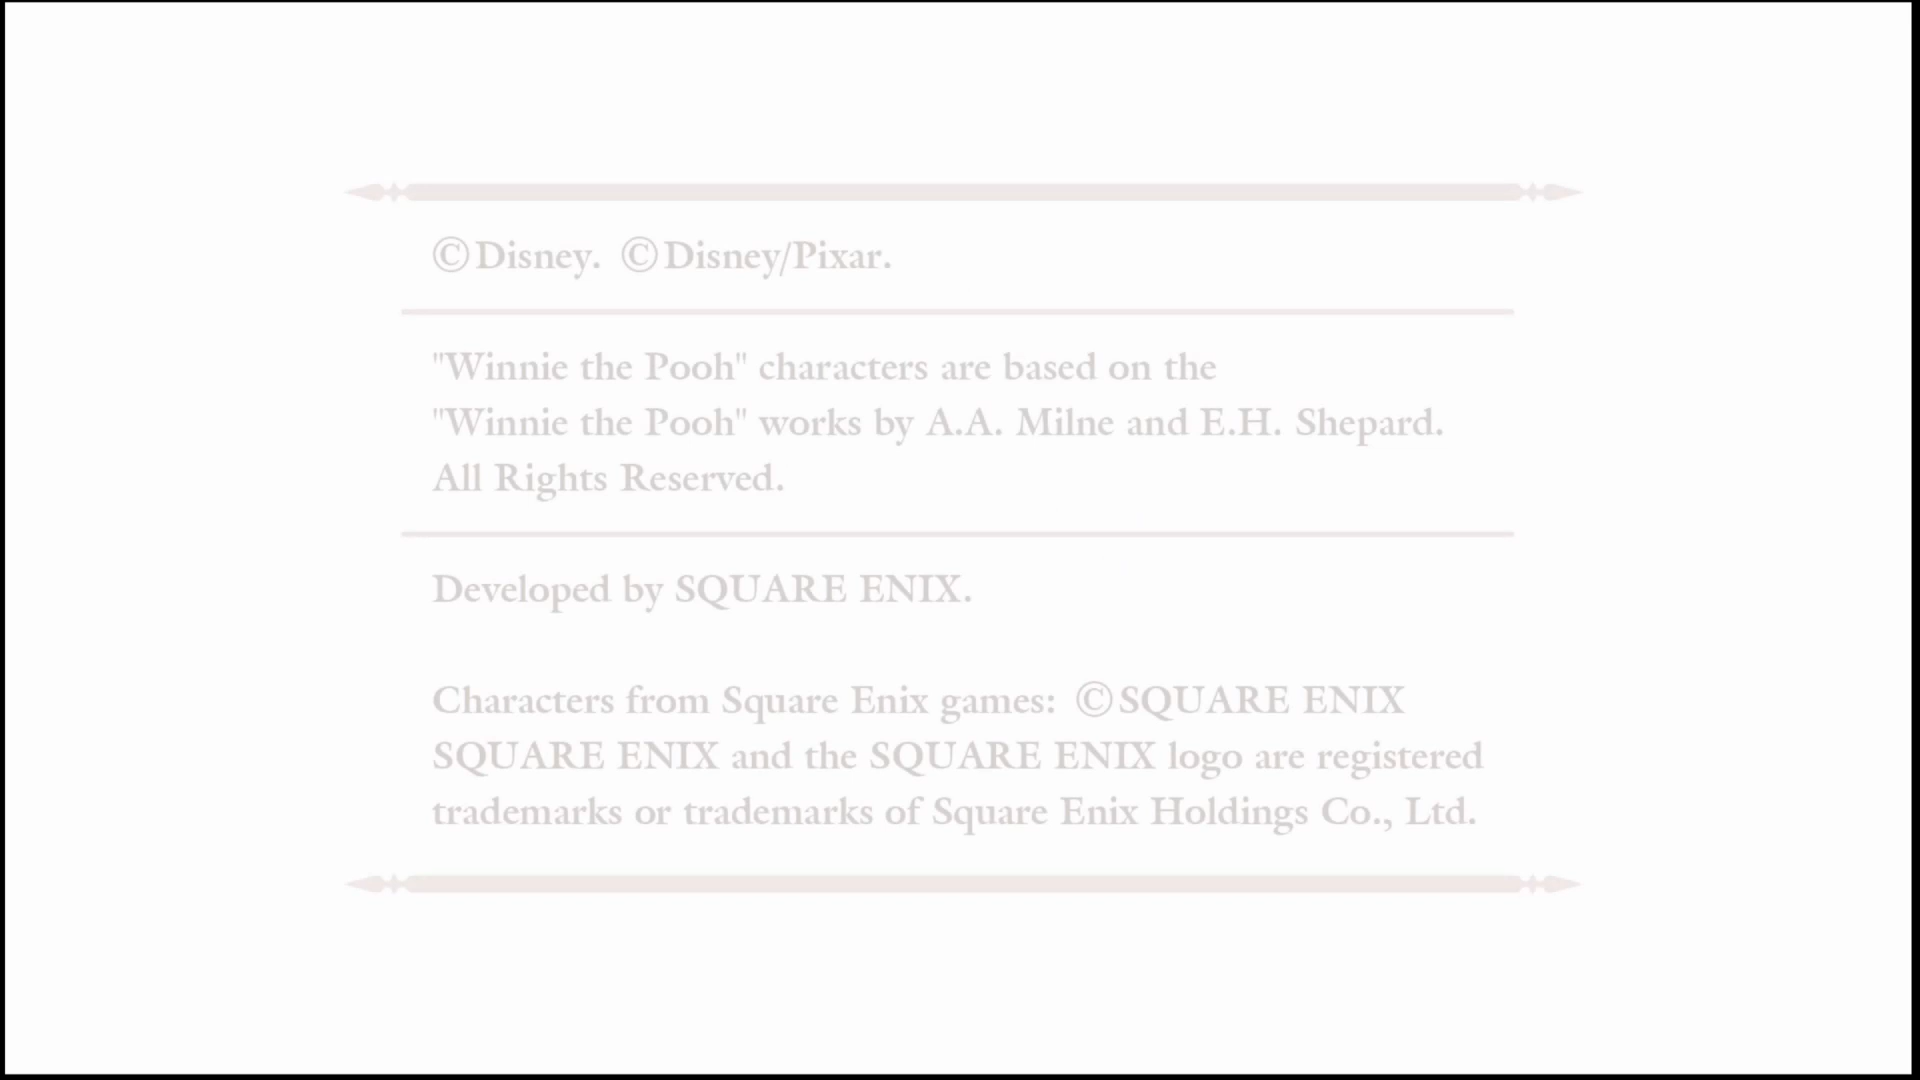 ©Disney. ©Disney/Pixar.
"Winnie the Pooh" characters are based on the
"Winnie the Pooh" works by A.A. Milne and E.H. Shepard.
All Rights Reserved.
Developed by SQUARE ENIX.
Characters from Square Enix games: ©SQUARE ENIX
SQUARE ENIX and the SQUARE ENIX logo are registered
trademarks or trademarks of Square Enix Holdings Co., Ltd.